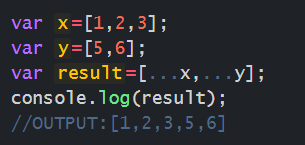 var x=[1,2,3];
var y=[5,6];
var result=[...x,...y];
console.log(result);
//OUTPUT:[1,2,3,5,6]